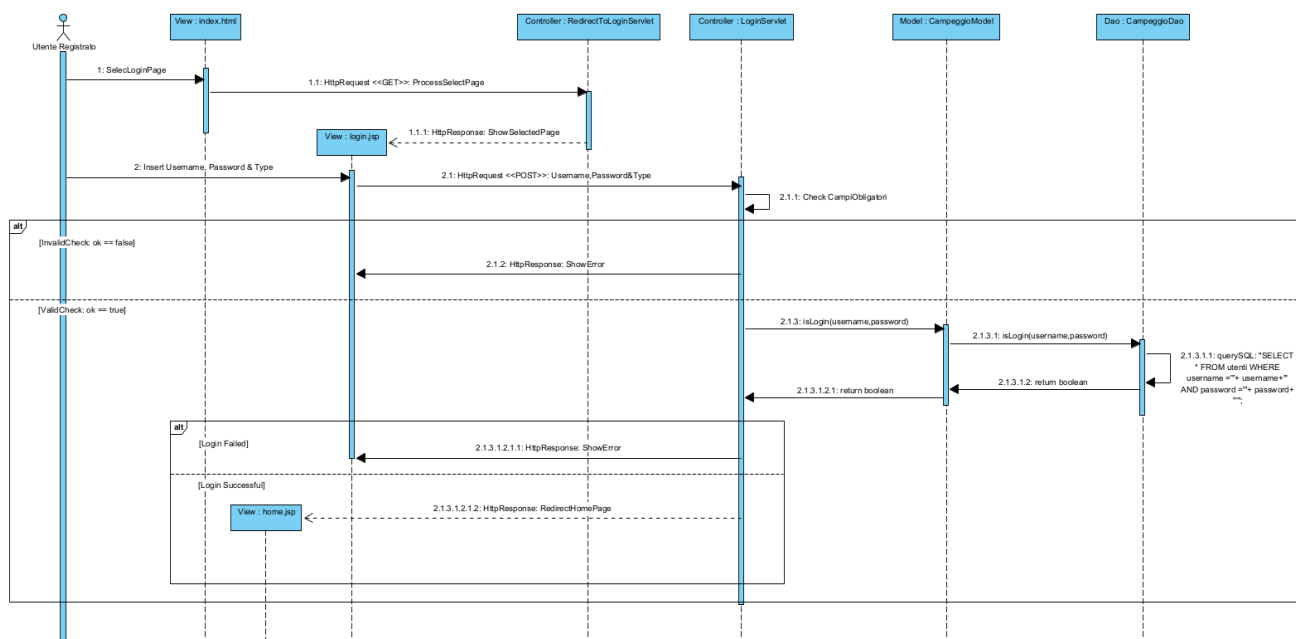 View : index.html
Controller : RedirectToLoginServlet
Controller : LoginServlet
Model : CampeggioModel
Dao : CampeggioDao
Utente Registrato
1: SelecLoginPage
1.1: HttpRequest <<GET>>: ProcessSelectPage
1.1.1: HttpResponse: ShowSelectedPage
View : login.jsp
2: Insert Username, Password & Type
2.1: HttpRequest <<POST>>: Username,Password&Type
2.1.1: Check CampiObligatori
alt
[InvalidCheck: ok == false]
2.1.2: HttpResponse: ShowError
[ValidCheck: ok == true]
2.1.3: isLogin(username,password)
2.1.3.1: isLogin(username,password)
2.1.3.1.1: querySQL: "SELECT
* FROM utenti WHERE
username ='"+ username+"'
AND password ='"+ password+
"'";
2.1.3.1.2: return boolean
2.1.3.1.2.1: return boolean
alt
[Login Failed]
2.1.3.1.2.1.1: HttpResponse: ShowError
[Login Successful]
View : home.jsp
2.1.3.1.2.1.2: HttpResponse: RedirectHomePage